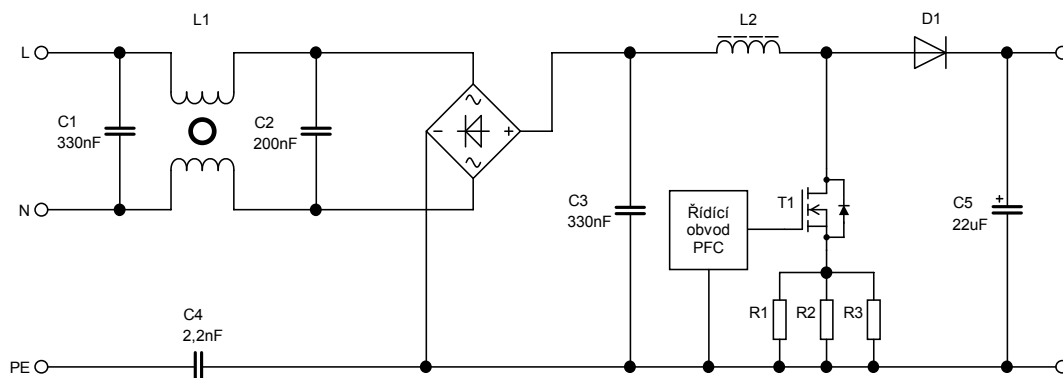 L1
L2
D1
L
C1
330nF
C2
200nF
N
C3
330nF
Řídící
obvod
PFC
T1
C5
22uF
+
−
+
R1
R2
R3
C4
2,2nF
PE